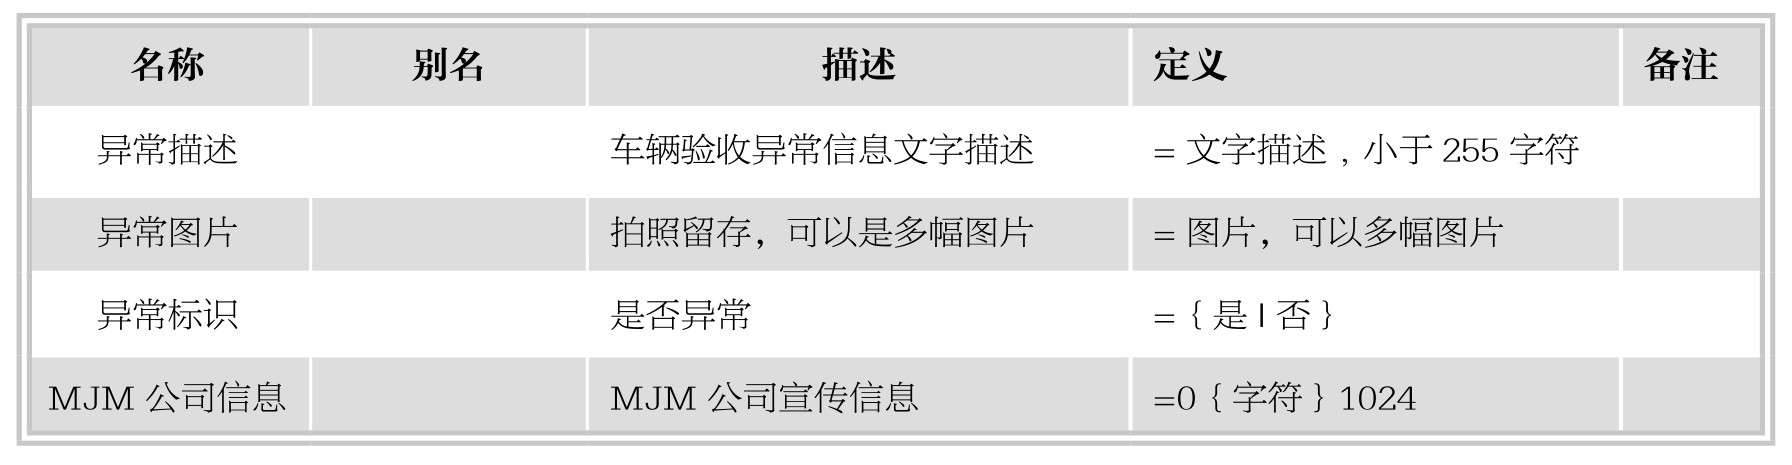 名称 别名 描述 定义 备注
异常描述 车辆验收异常信息文字描述 = 文字描述 , 小于 255 字符
异常图片 拍照留存，可以是多幅图片 = 图片，可以多幅图片
异常标识 是否异常 = { 是 | 否 }
MJM 公司信息 MJM 公司宣传信息 =0 { 字符 } 1024